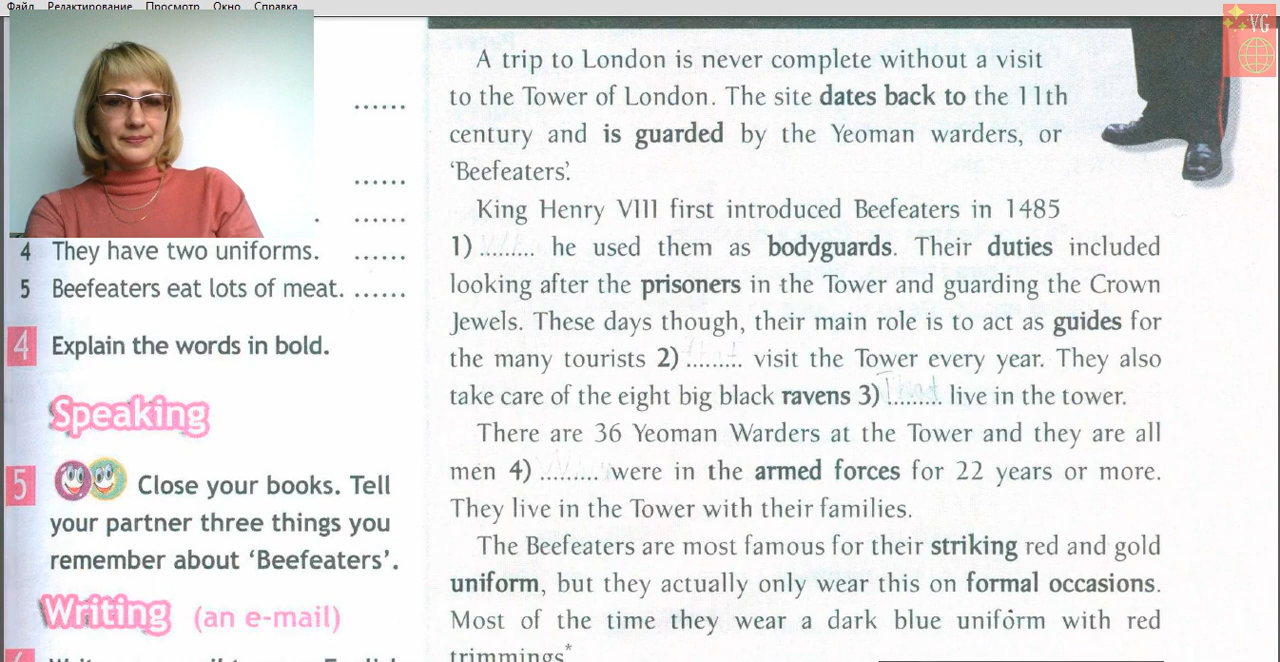 Файл Редактирование Просмотр Окно Справка
VG
......
......
. ......
4 They have two uniforms. ......
5 Beefeaters eat lots of meat. ......
4 Explain the words in bold.
Speaking
5 Close your books. Tell
your partner three things you
remember about ‘Beefeaters’.
Writing (an e-mail)
A trip to London is never complete without a visit
to the Tower of London. The site dates back to the 11th
century and is guarded by the Yeoman warders, or
‘Beefeaters’.
King Henry VIII first introduced Beefeaters in 1485
1) ......... he used them as bodyguards. Their duties included
looking after the prisoners in the Tower and guarding the Crown
Jewels. These days though, their main role is to act as guides for
the many tourists 2) ......... visit the Tower every year. They also
take care of the eight big black ravens 3) ......... live in the tower.
There are 36 Yeoman Warders at the Tower and they are all
men 4) ......... were in the armed forces for 22 years or more.
They live in the Tower with their families.
The Beefeaters are most famous for their striking red and gold
uniform, but they actually only wear this on formal occasions.
Most of the time they wear a dark blue uniform with red
trimmings*